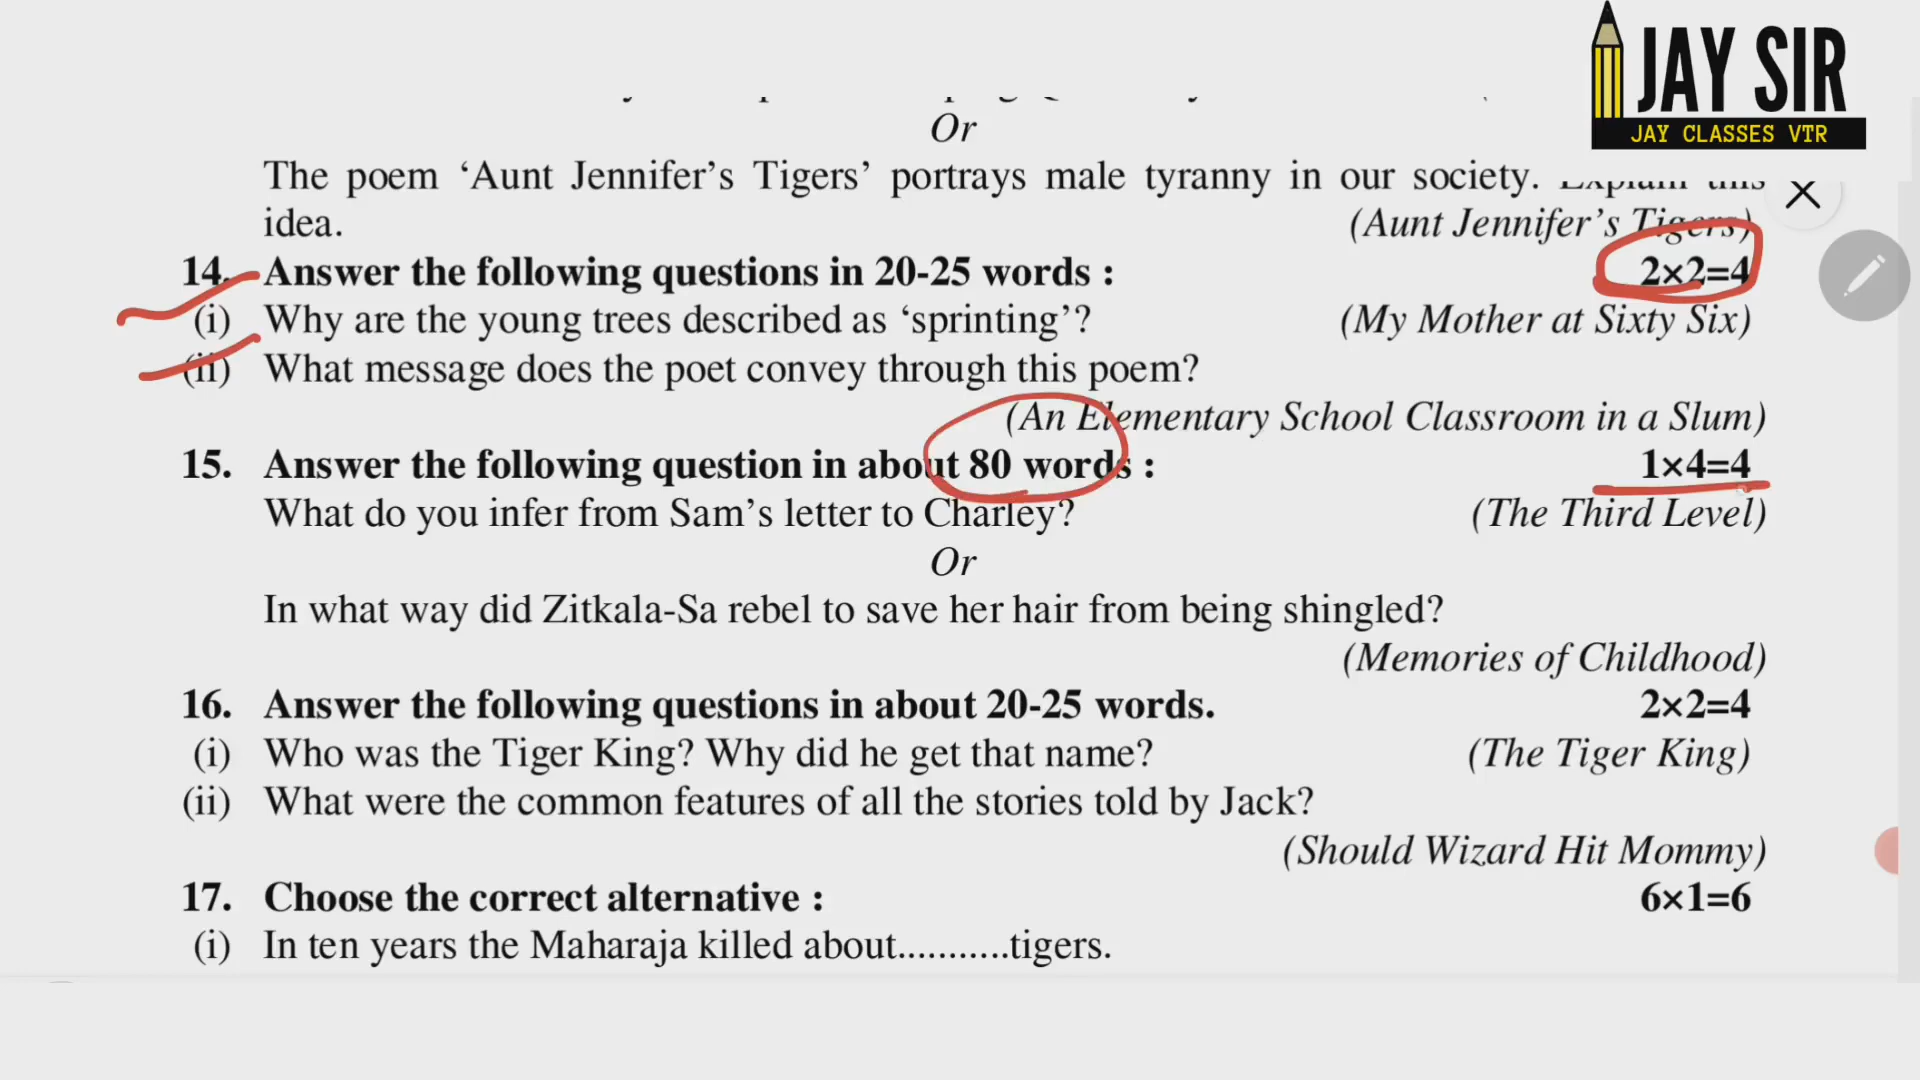 JAY SIR
JAY CLASSES VTR
Or
The poem ‘Aunt Jennifer’s Tigers’ portrays male tyranny in our society. Explain this
idea. (Aunt Jennifer’s Tigers)
14. Answer the following questions in 20-25 words : 2×2=4
(i) Why are the young trees described as ‘sprinting’? (My Mother at Sixty Six)
(ii) What message does the poet convey through this poem?
(An Elementary School Classroom in a Slum)
15. Answer the following question in about 80 words : 1×4=4
What do you infer from Sam’s letter to Charley? (The Third Level)
Or
In what way did Zitkala-Sa rebel to save her hair from being shingled?
(Memories of Childhood)
16. Answer the following questions in about 20-25 words. 2×2=4
(i) Who was the Tiger King? Why did he get that name? (The Tiger King)
(ii) What were the common features of all the stories told by Jack?
(Should Wizard Hit Mommy)
17. Choose the correct alternative : 6×1=6
(i) In ten years the Maharaja killed about...........tigers.